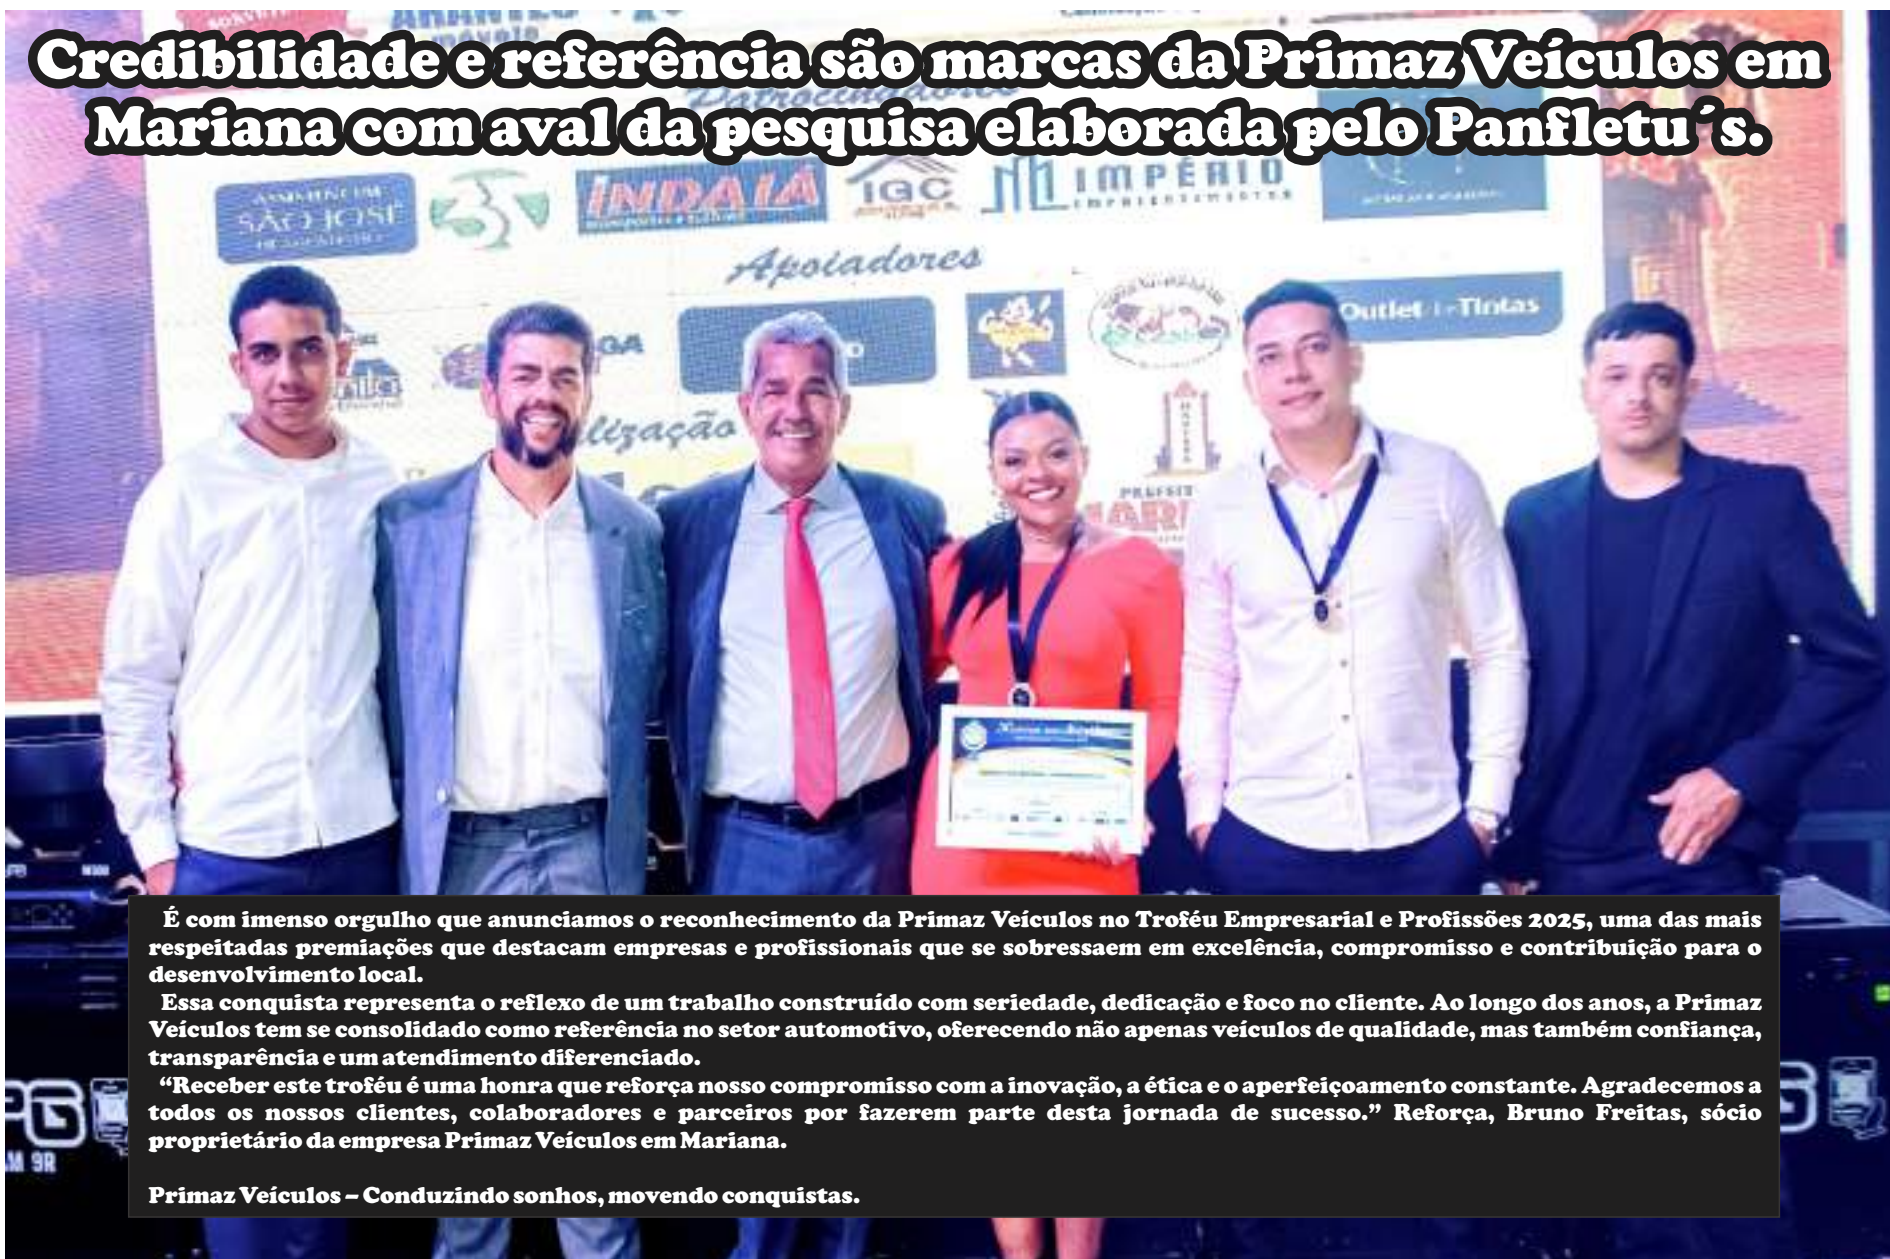 Credibilidade e referência são marcas da Primaz Veículos em
Mariana com aval da pesquisa elaborada pelo Panfletu´s.
Patrocinadores
SÃO JOSÉ
INDAIÁ
IGC
IMPÉRIO
EMPREENDIMENTOS
Apoiadores
Outlet de Tintas
lização
É com imenso orgulho que anunciamos o reconhecimento da Primaz Veículos no Troféu Empresarial e Profissões 2025, uma das mais
respeitadas premiações que destacam empresas e profissionais que se sobressaem em excelência, compromisso e contribuição para o
desenvolvimento local.
Essa conquista representa o reflexo de um trabalho construído com seriedade, dedicação e foco no cliente. Ao longo dos anos, a Primaz
Veículos tem se consolidado como referência no setor automotivo, oferecendo não apenas veículos de qualidade, mas também confiança,
transparência e um atendimento diferenciado.
“Receber este troféu é uma honra que reforça nosso compromisso com a inovação, a ética e o aperfeiçoamento constante. Agradecemos a
todos os nossos clientes, colaboradores e parceiros por fazerem parte desta jornada de sucesso.” Reforça, Bruno Freitas, sócio
proprietário da empresa Primaz Veículos em Mariana.
Primaz Veículos – Conduzindo sonhos, movendo conquistas.